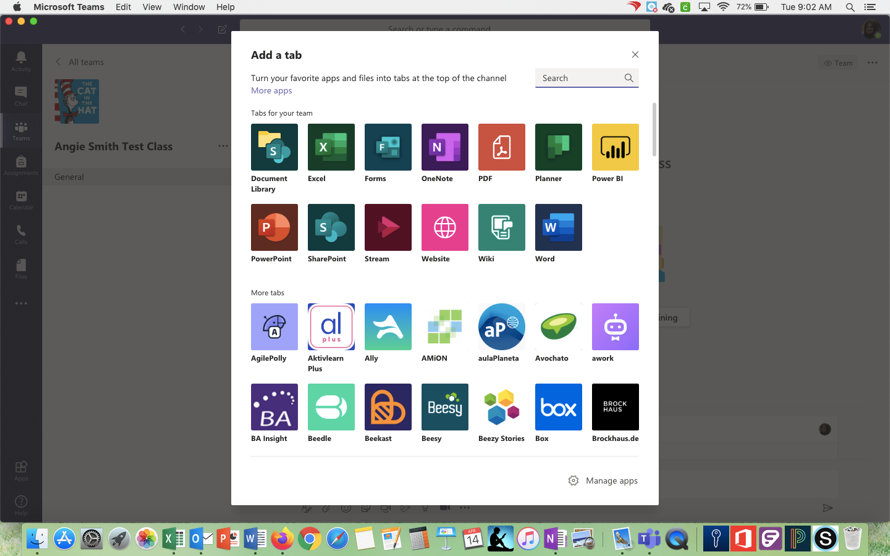 Microsoft Teams Edit View Window Help
72% Tue 9:02 AM
Search or type a command
Activity
Chat
Teams
Assignments
Calendar
Calls
Files
Apps
Help
All teams
Team
THE
CAT
IN THE
HAT
Angie Smith Test Class
General
Add a tab
Turn your favorite apps and files into tabs at the top of the channel
More apps
Search
Tabs for your team
Document Library
Excel
Forms
OneNote
PDF
Planner
Power BI
PowerPoint
SharePoint
Stream
Website
Wiki
Word
More tabs
al
plus
aP
AgilePolly
Aktivlearn Plus
Ally
AMiON
aulaPlaneta
Avochato
awork
BA
Beesy
box
BROCK
HAUS
BA Insight
Beedle
Beekast
Beesy
Beezy Stories
Box
Brockhaus.de
Manage apps
14